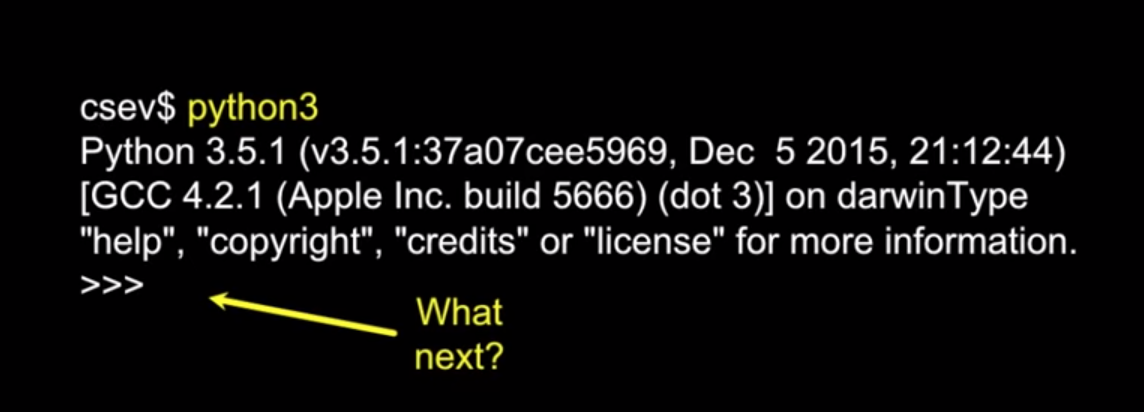 csev$ python3
Python 3.5.1 (v3.5.1:37a07cee5969, Dec  5 2015, 21:12:44)
[GCC 4.2.1 (Apple Inc. build 5666) (dot 3)] on darwinType
"help", "copyright", "credits" or "license" for more information.
>>>
What
next?